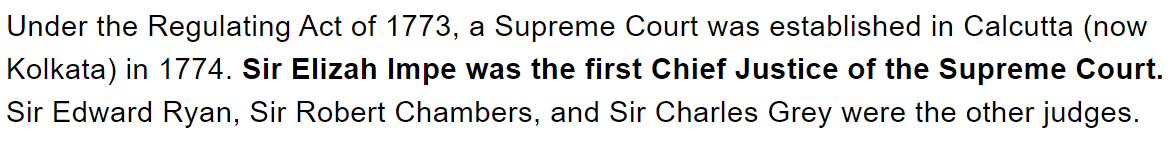 Under the Regulating Act of 1773, a Supreme Court was established in Calcutta (now
Kolkata) in 1774. Sir Elizah Impe was the first Chief Justice of the Supreme Court.
Sir Edward Ryan, Sir Robert Chambers, and Sir Charles Grey were the other judges.